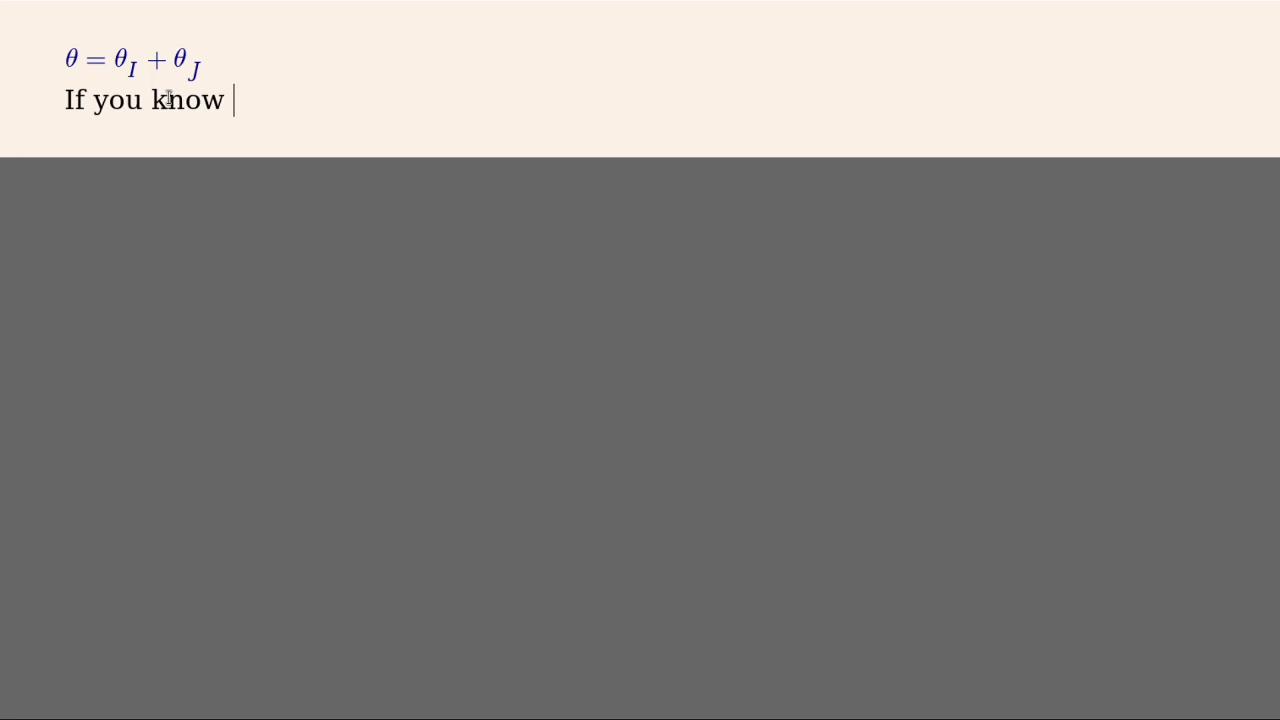 θ = θ_I + θ_J
If you know